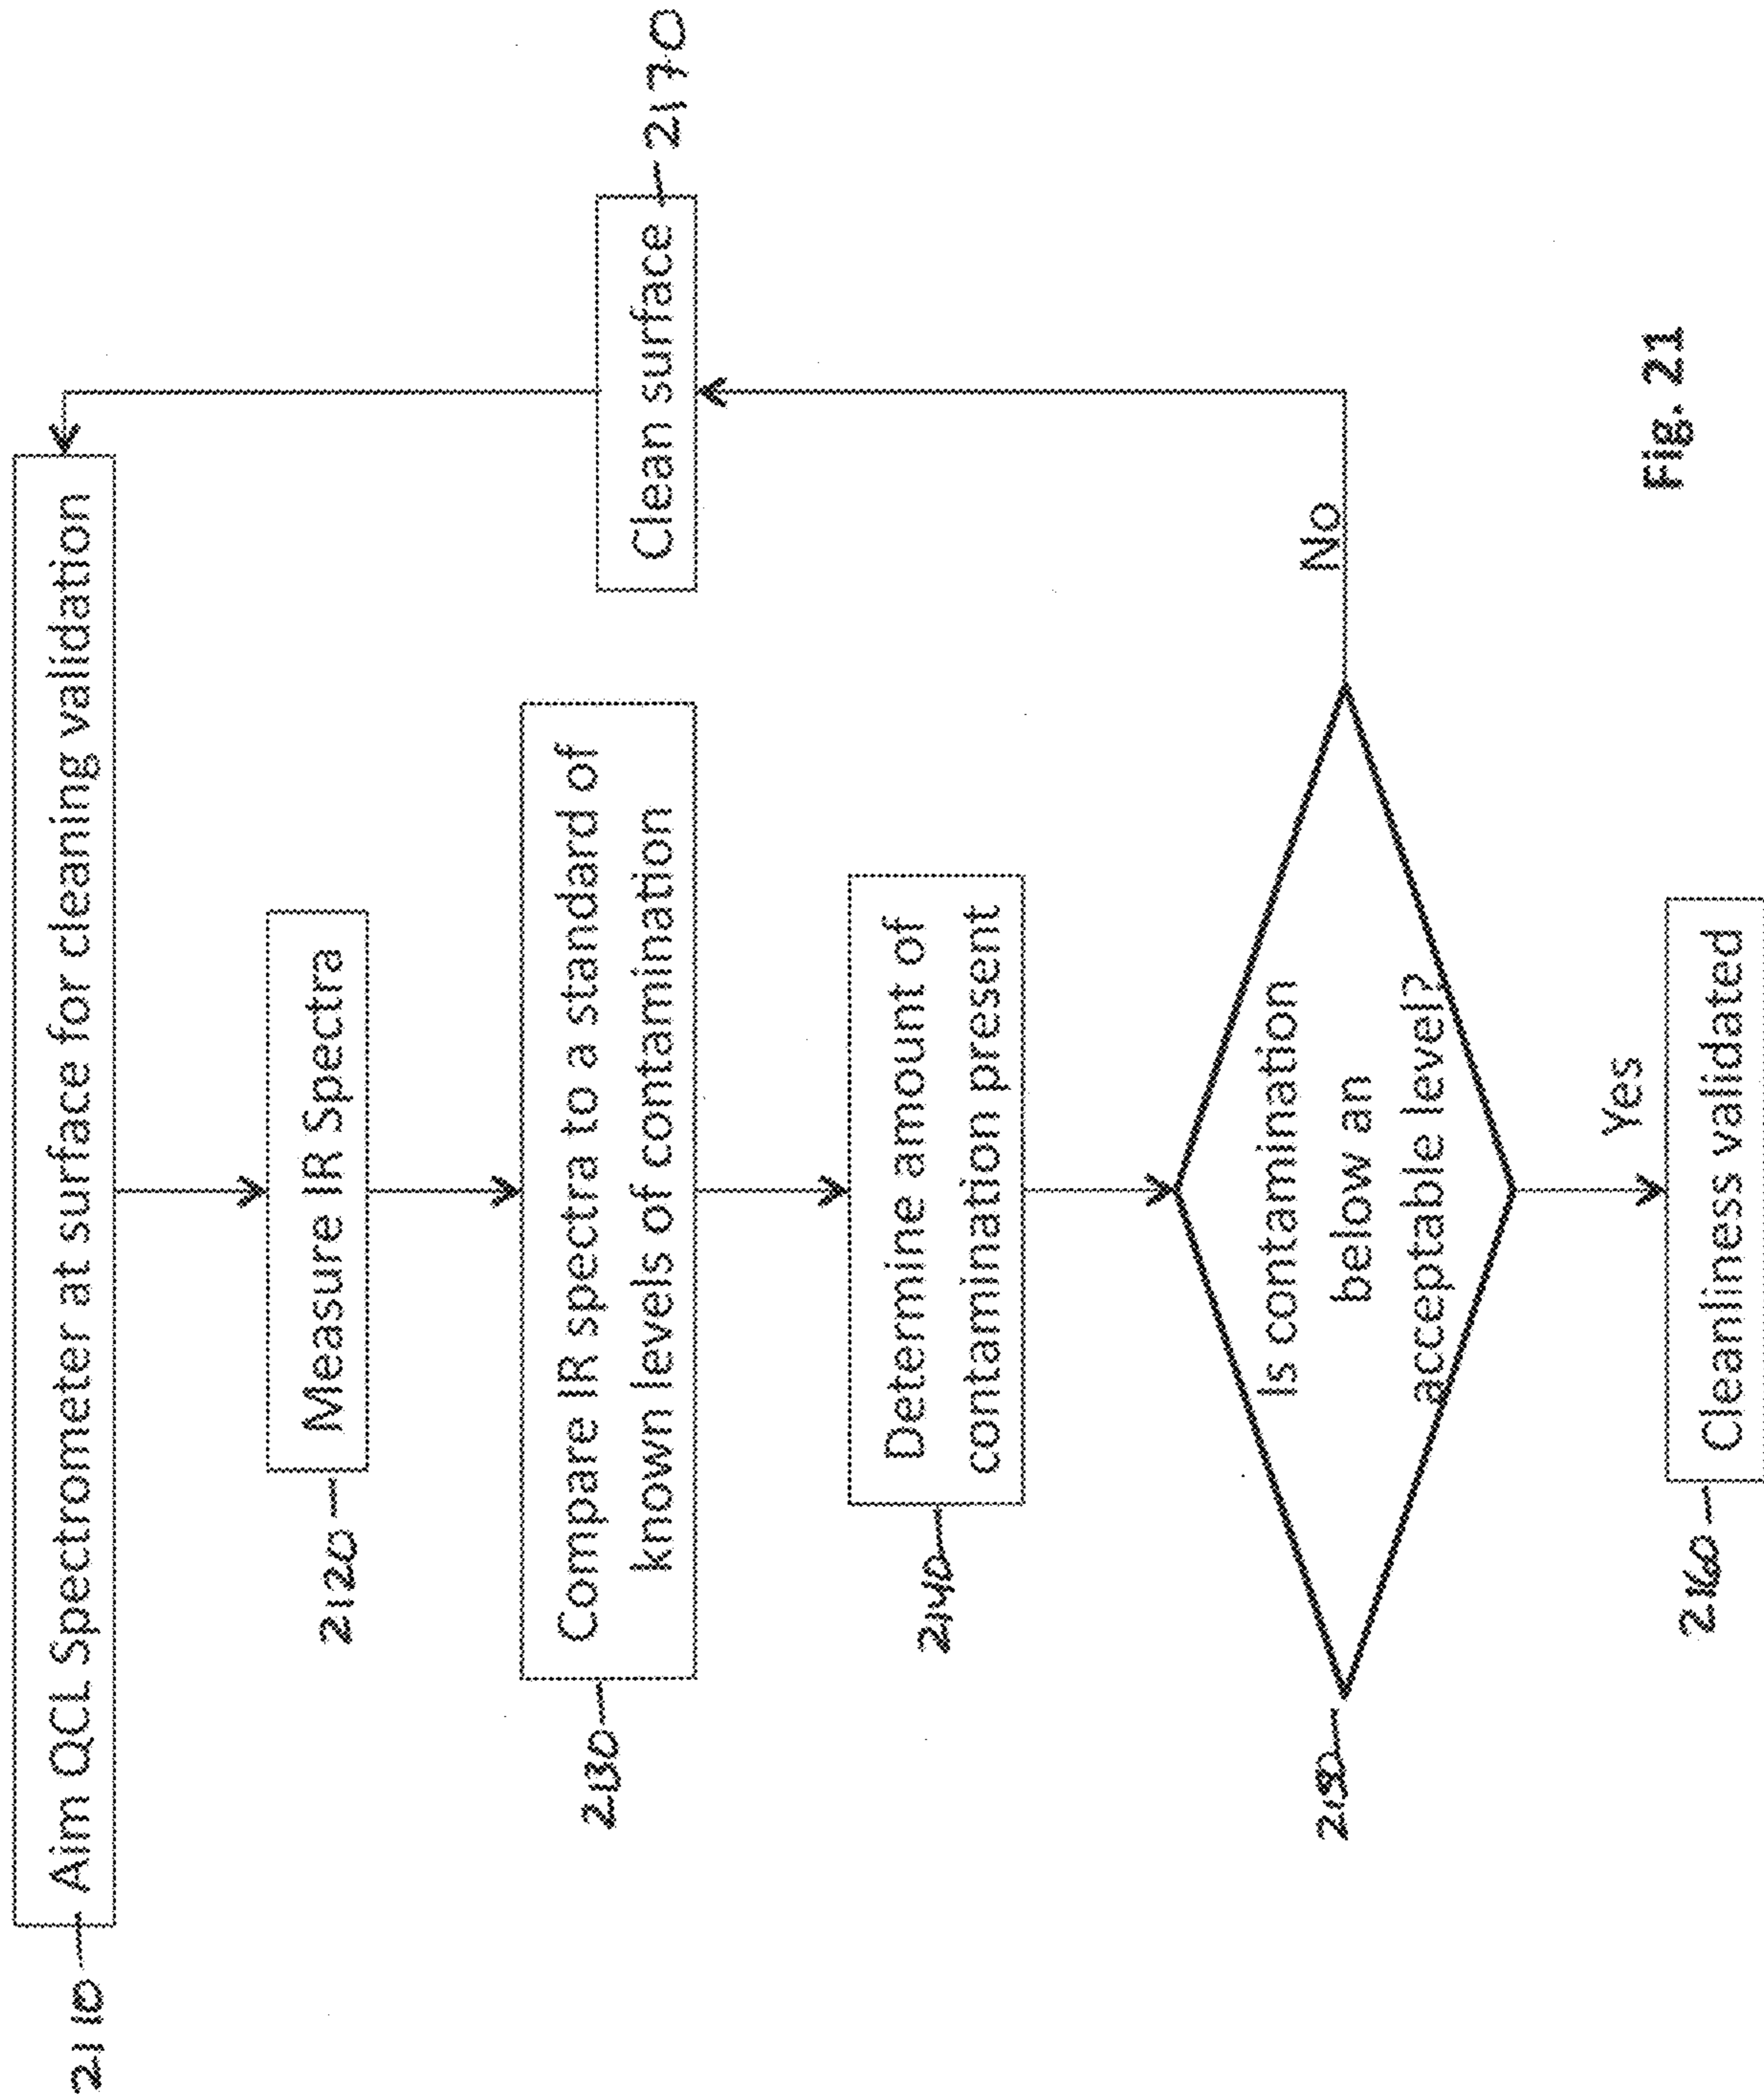 2110
Aim QCL Spectrometer at surface for cleaning validation
2120
Measure IR Spectra
2130
Compare IR spectra to a standard of
known levels of contamination
2140
Determine amount of
contamination present
2150
Is contamination
below an
acceptable level?
No
Clean surface
2170
Yes
2160
Cleanliness validated
Fig. 21